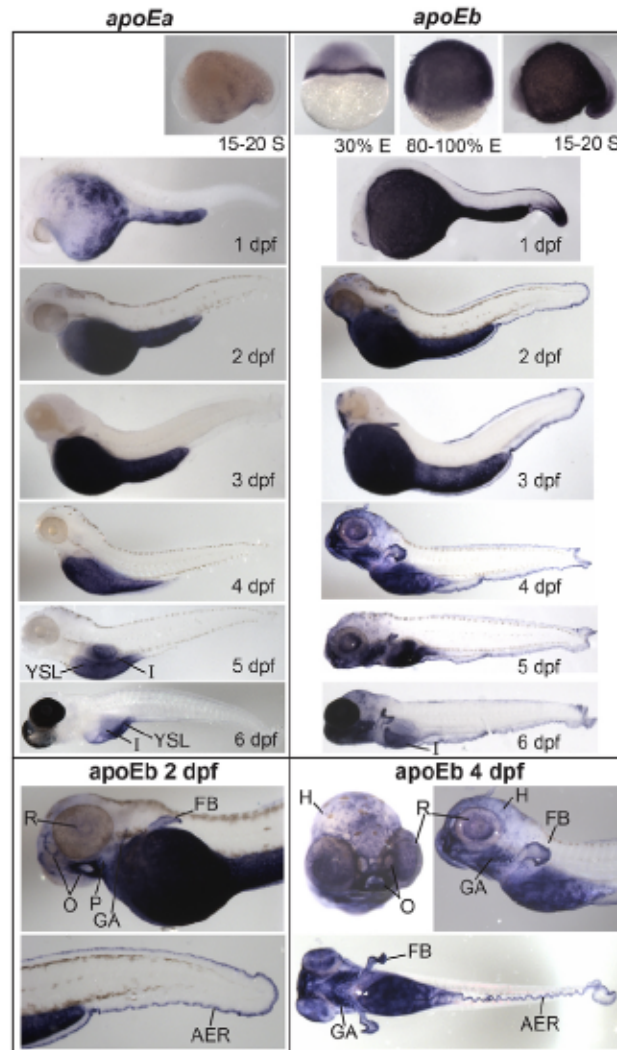 apoEa
15-20 S
1 dpf
2 dpf
3 dpf
4 dpf
YSL I 5 dpf
I YSL 6 dpf
apoEb
30% E 80-100% E 15-20 S
1 dpf
2 dpf
3 dpf
4 dpf
5 dpf
I 6 dpf
apoEb 2 dpf
R FB
O P
GA
AER
apoEb 4 dpf
H R H
FB
GA
O
FB
GA AER